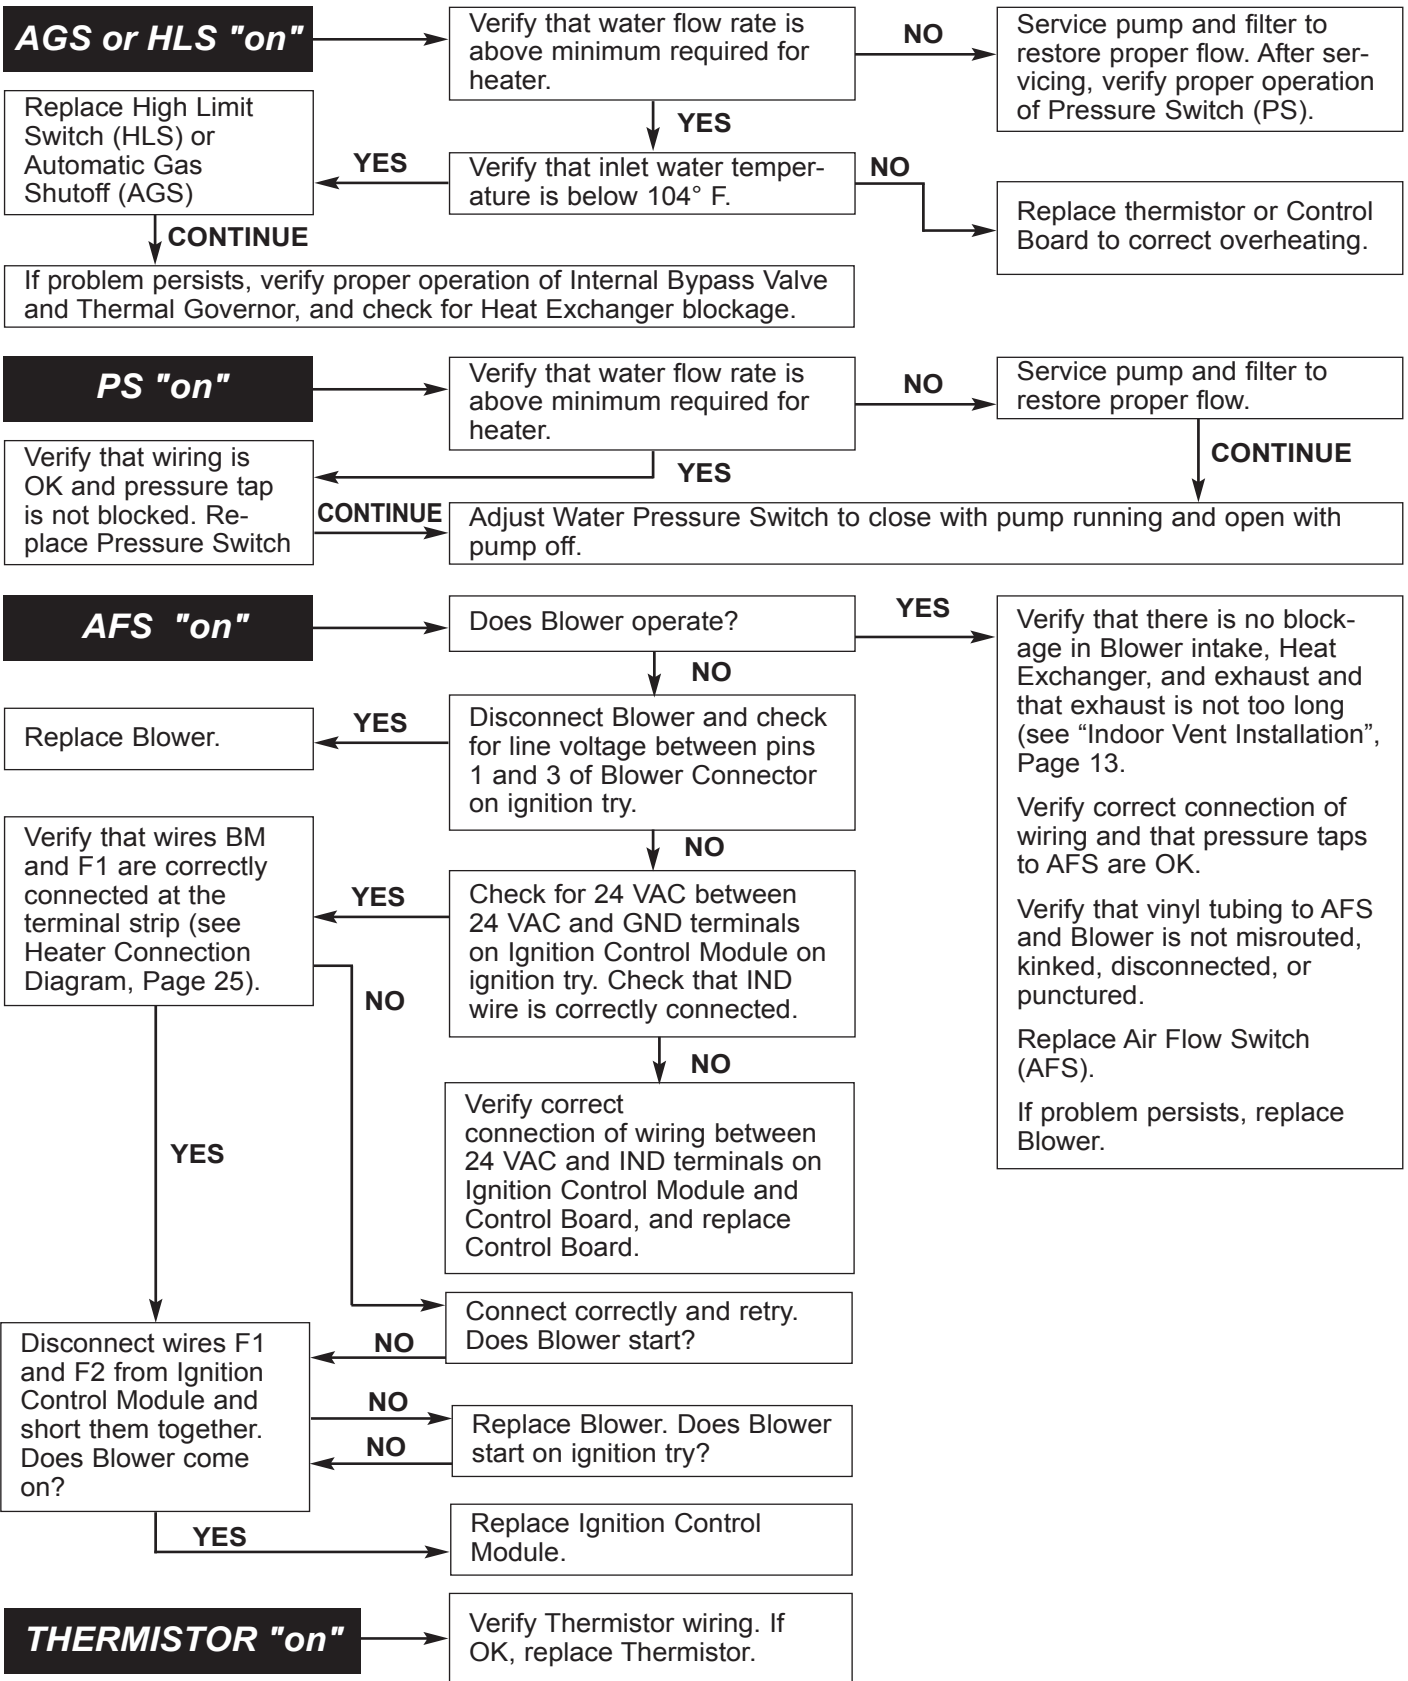 AGS or HLS "on"
Verify that water flow rate is
above minimum required for
heater.
NO
Service pump and filter to
restore proper flow. After ser-
vicing, verify proper operation
of Pressure Switch (PS).
YES
Replace High Limit
Switch (HLS) or
Automatic Gas
Shutoff (AGS)
YES
Verify that inlet water temper-
ature is below 104° F.
NO
Replace thermistor or Control
Board to correct overheating.
CONTINUE
If problem persists, verify proper operation of Internal Bypass Valve
and Thermal Governor, and check for Heat Exchanger blockage.
PS "on"
Verify that water flow rate is
above minimum required for
heater.
NO
Service pump and filter to
restore proper flow.
YES
CONTINUE
Verify that wiring is
OK and pressure tap
is not blocked. Re-
place Pressure Switch
CONTINUE
Adjust Water Pressure Switch to close with pump running and open with
pump off.
AFS "on"
Does Blower operate?
YES
Verify that there is no block-
age in Blower intake, Heat
Exchanger, and exhaust and
that exhaust is not too long
(see “Indoor Vent Installation”,
Page 13.
Verify correct connection of
wiring and that pressure taps
to AFS are OK.
Verify that vinyl tubing to AFS
and Blower is not misrouted,
kinked, disconnected, or
punctured.
Replace Air Flow Switch
(AFS).
If problem persists, replace
Blower.
NO
Replace Blower.
YES
Disconnect Blower and check
for line voltage between pins
1 and 3 of Blower Connector
on ignition try.
NO
Verify that wires BM
and F1 are correctly
connected at the
terminal strip (see
Heater Connection
Diagram, Page 25).
YES
Check for 24 VAC between
24 VAC and GND terminals
on Ignition Control Module on
ignition try. Check that IND
wire is correctly connected.
NO
NO
Verify correct
connection of wiring between
24 VAC and IND terminals on
Ignition Control Module and
Control Board, and replace
Control Board.
YES
Connect correctly and retry.
Does Blower start?
NO
Disconnect wires F1
and F2 from Ignition
Control Module and
short them together.
Does Blower come
on?
NO
NO
Replace Blower. Does Blower
start on ignition try?
YES
Replace Ignition Control
Module.
THERMISTOR "on"
Verify Thermistor wiring. If
OK, replace Thermistor.